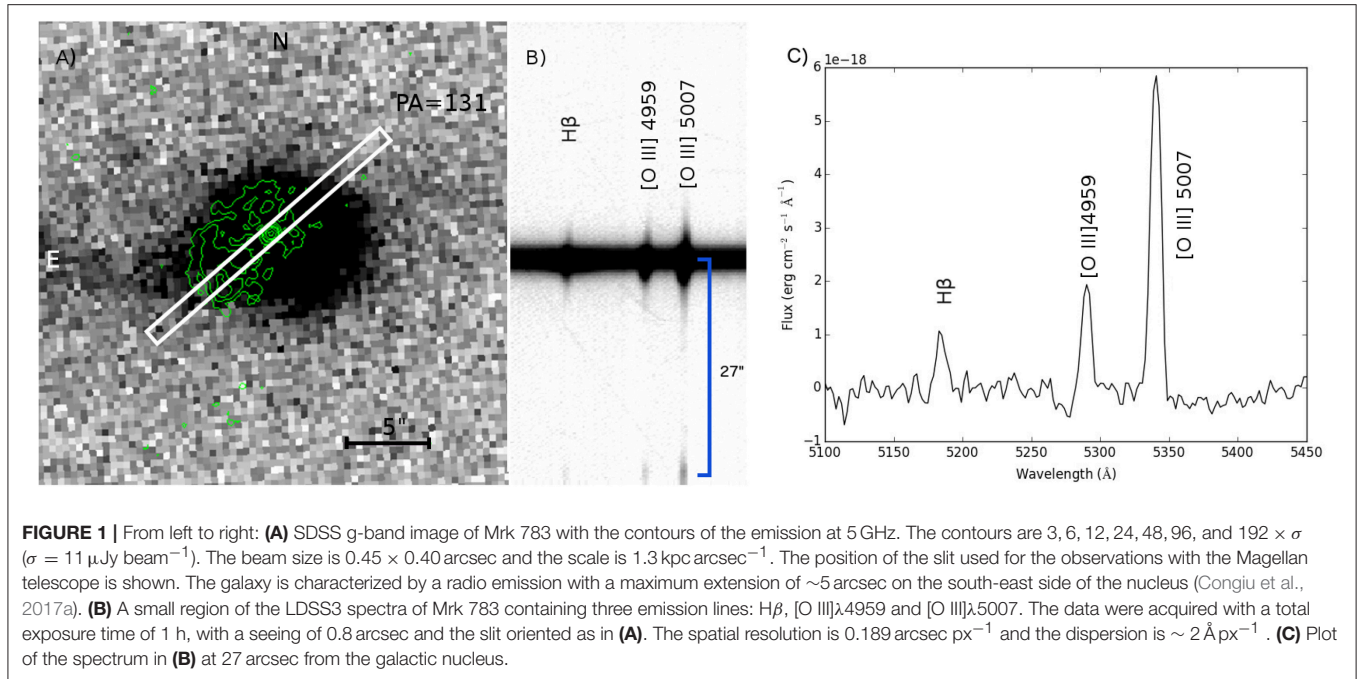 A)
N
PA=131
E
5"
B)
Hβ
[O III] 4959
[O III] 5007
27"
C)
1e-18
6
5
4
3
2
1
0
−1
Flux (erg cm⁻² s⁻¹ Å⁻¹)
Hβ
[O III]4959
[O III] 5007
5100 5150 5200 5250 5300 5350 5400 5450
Wavelength (Å)
FIGURE 1 | From left to right: (A) SDSS g-band image of Mrk 783 with the contours of the emission at 5 GHz. The contours are 3, 6, 12, 24, 48, 96, and 192 × σ
(σ = 11 μJy beam⁻¹). The beam size is 0.45 × 0.40 arcsec and the scale is 1.3 kpc arcsec⁻¹. The position of the slit used for the observations with the Magellan
telescope is shown. The galaxy is characterized by a radio emission with a maximum extension of ∼5 arcsec on the south-east side of the nucleus (Congiu et al.,
2017a). (B) A small region of the LDSS3 spectra of Mrk 783 containing three emission lines: Hβ, [O III]λ4959 and [O III]λ5007. The data were acquired with a total
exposure time of 1 h, with a seeing of 0.8 arcsec and the slit oriented as in (A). The spatial resolution is 0.189 arcsec px⁻¹ and the dispersion is ∼ 2 Å px⁻¹ . (C) Plot
of the spectrum in (B) at 27 arcsec from the galactic nucleus.